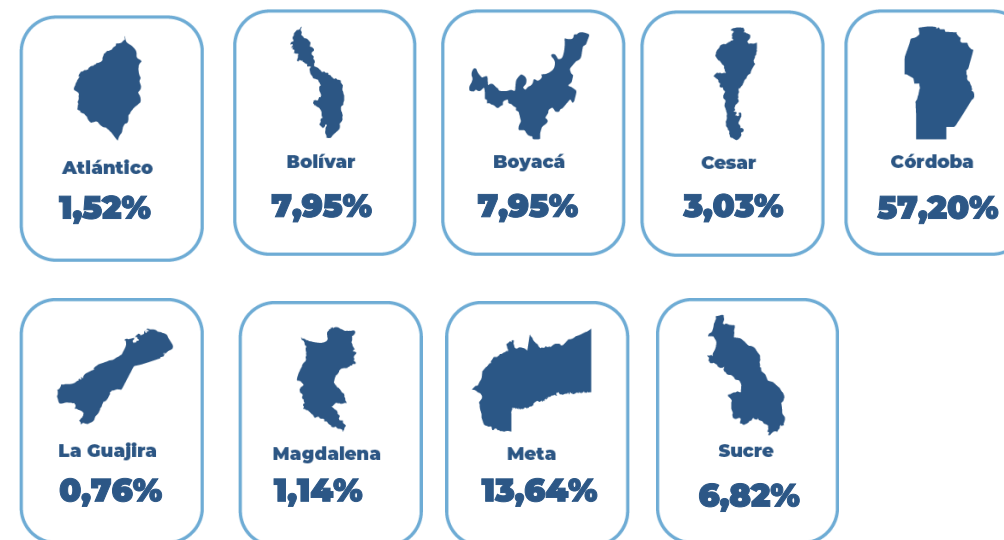 Atlántico
1,52%
Bolívar
7,95%
Boyacá
7,95%
Cesar
3,03%
Córdoba
57,20%
La Guajira
0,76%
Magdalena
1,14%
Meta
13,64%
Sucre
6,82%